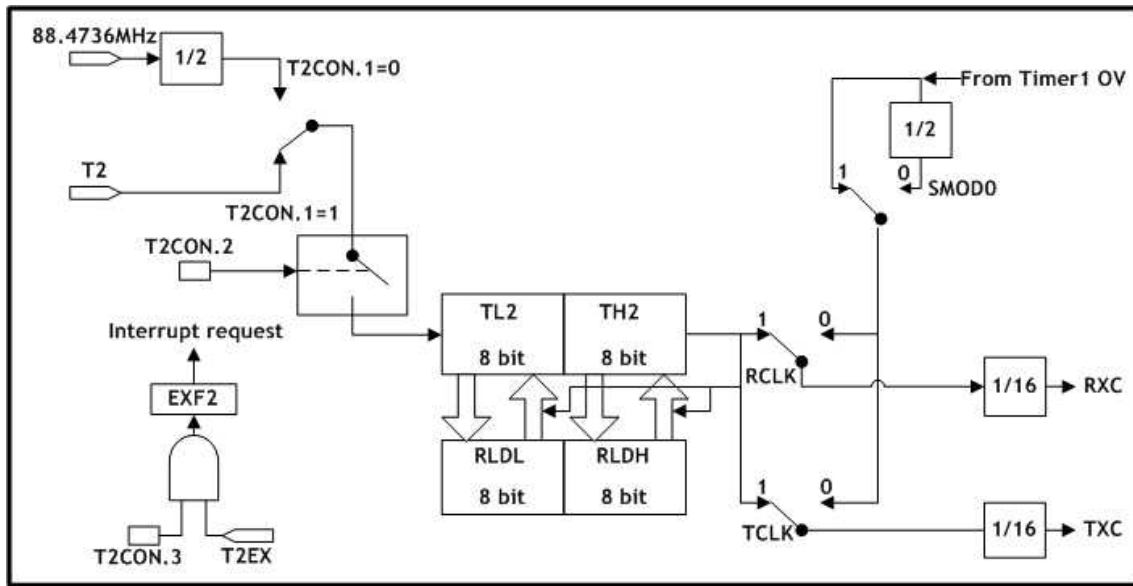 88.4736MHz
1/2
T2CON.1=0
From Timer1 OV
1/2
1
0
SMOD0
T2
T2CON.1=1
T2CON.2
Interrupt request
EXF2
T2CON.3
T2EX
TL2
TH2
8 bit
8 bit
RLDL
RLDH
8 bit
8 bit
1
0
RCLK
1/16
RXC
1
0
TCLK
1/16
TXC